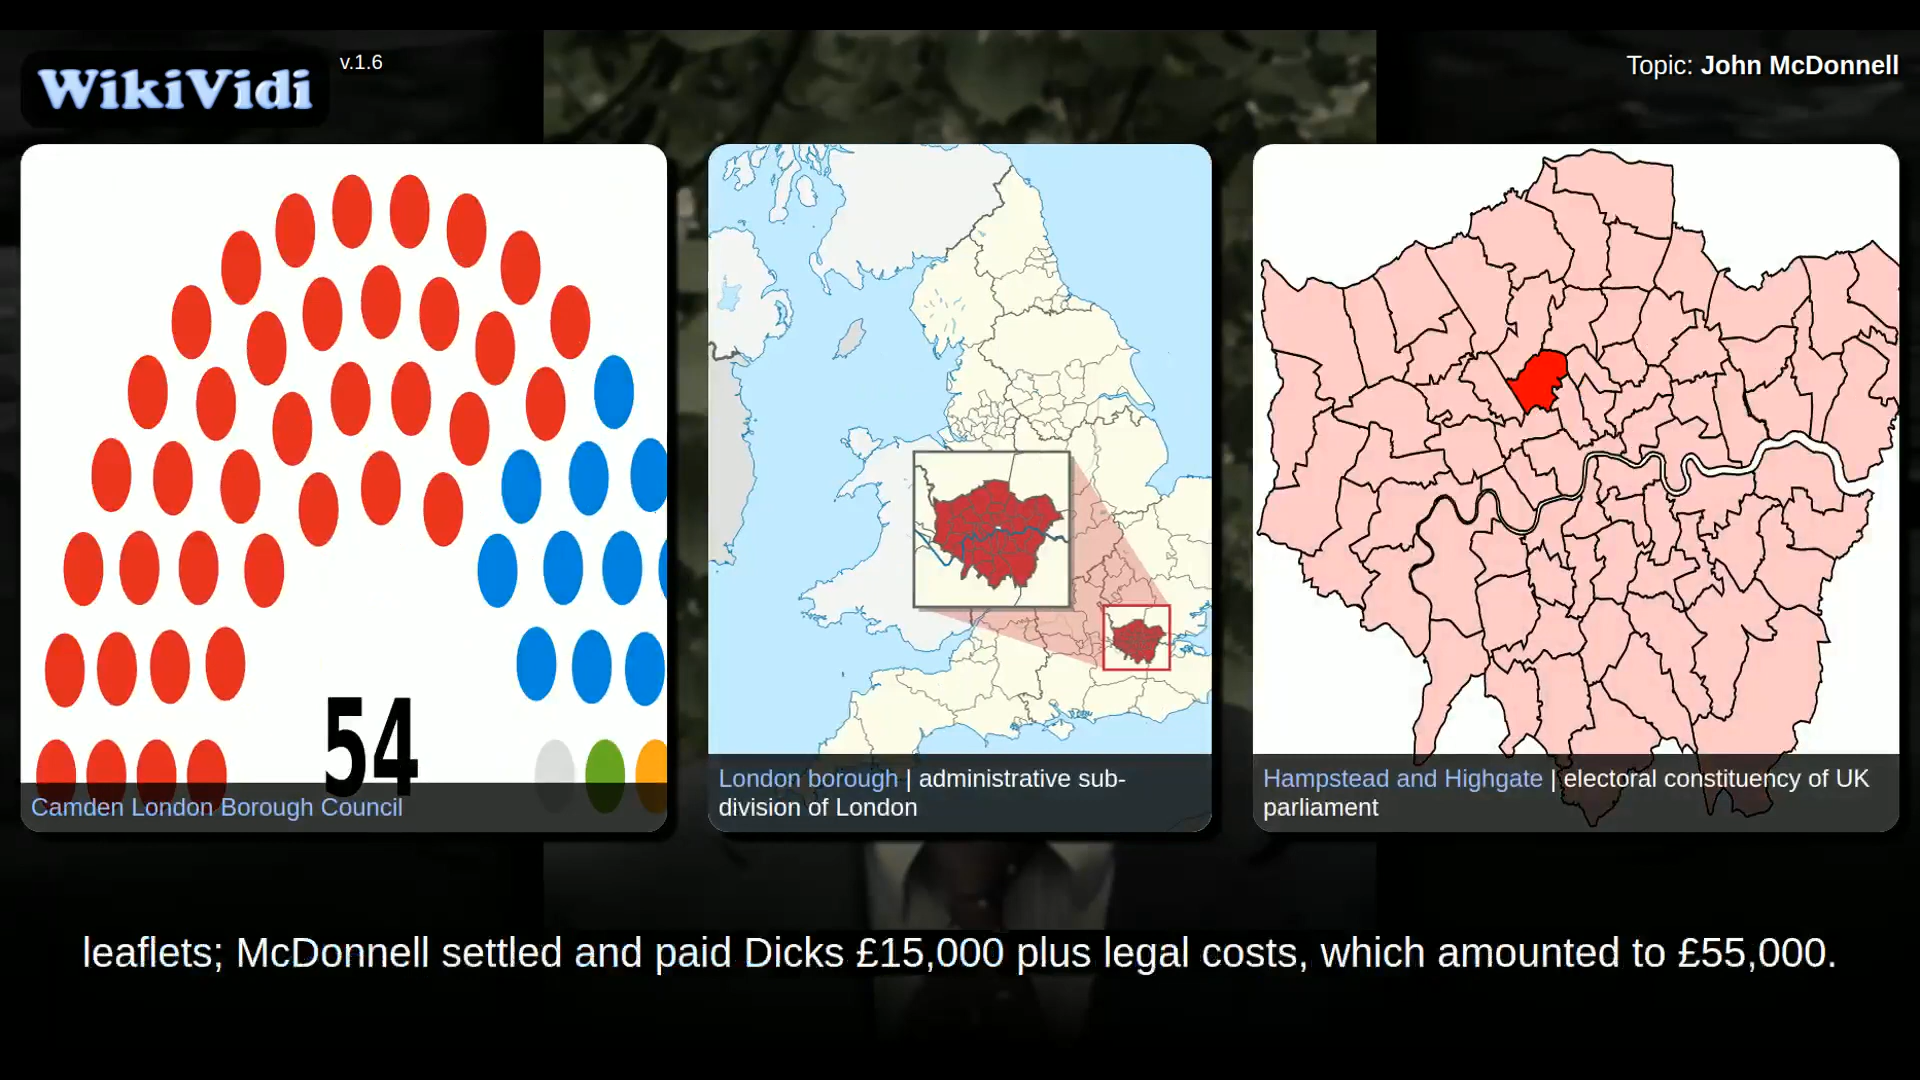 WikiVidi
v.1.6
Topic: John McDonnell
54
Camden London Borough Council
London borough | administrative sub-
division of London
Hampstead and Highgate | electoral constituency of UK
parliament
leaflets; McDonnell settled and paid Dicks £15,000 plus legal costs, which amounted to £55,000.